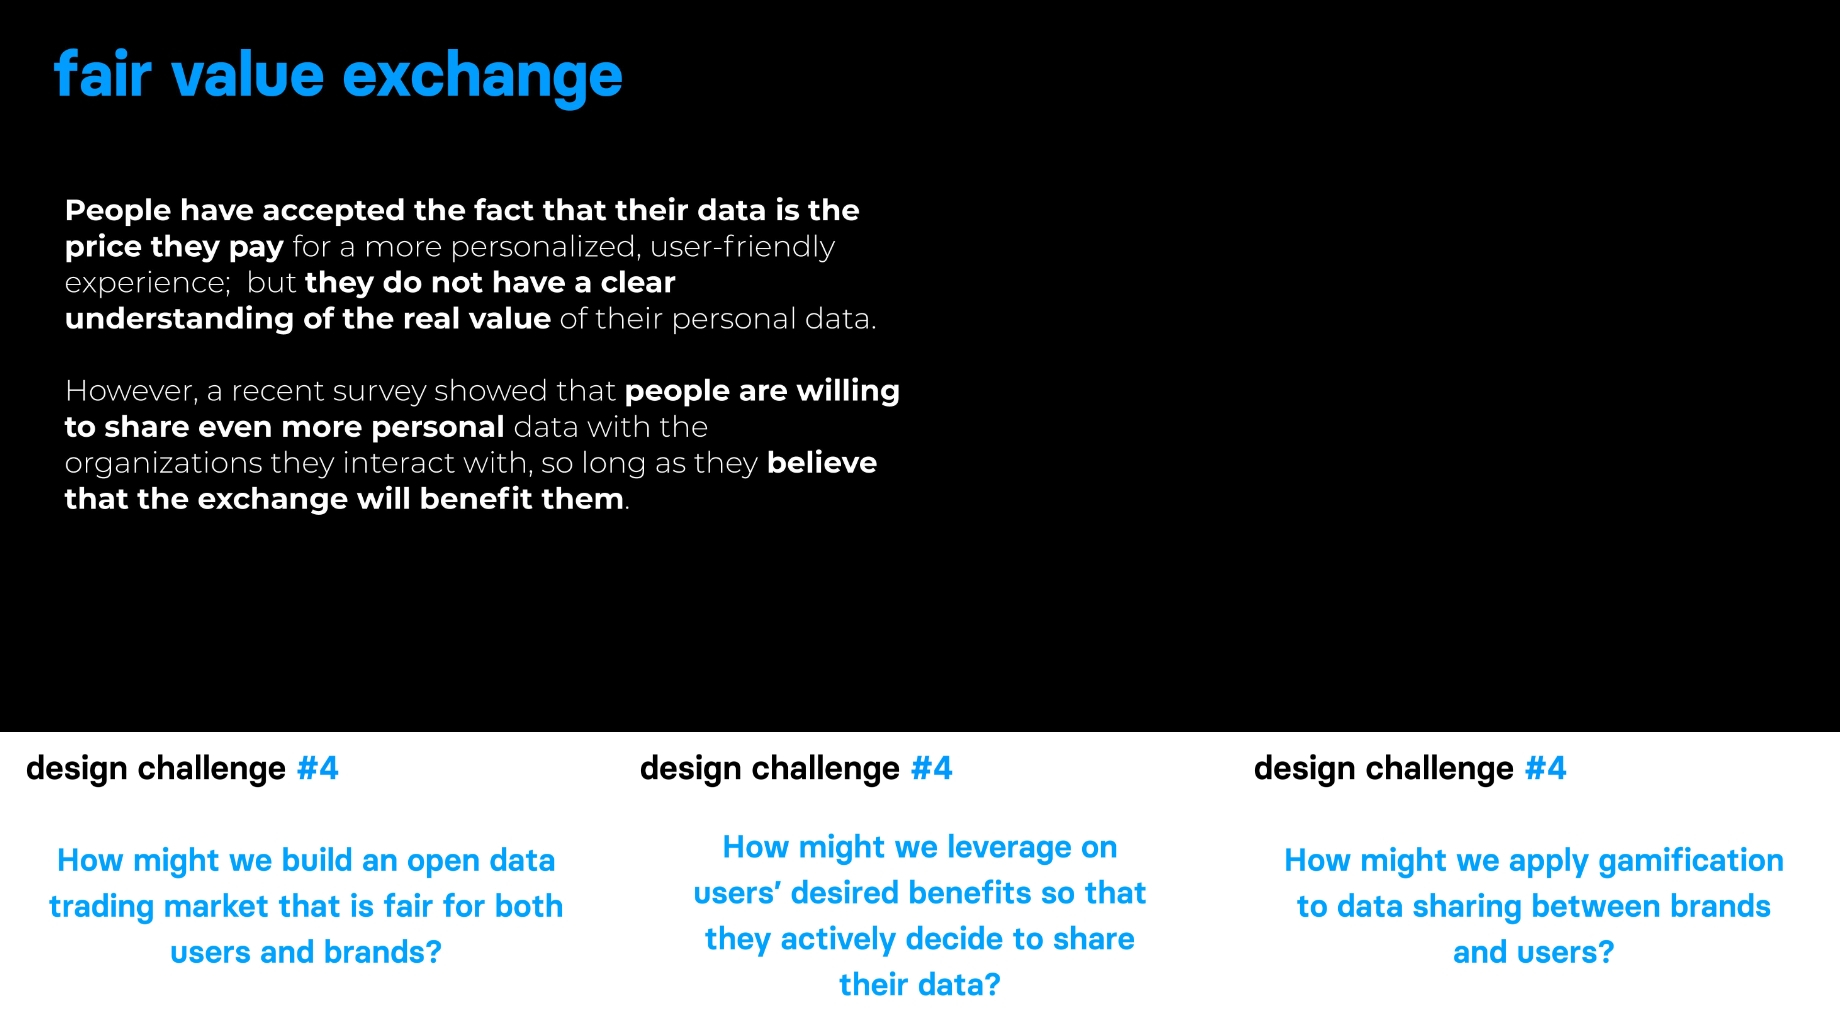 fair value exchange
People have accepted the fact that their data is the
price they pay for a more personalized, user-friendly
experience;  but they do not have a clear
understanding of the real value of their personal data.
However, a recent survey showed that people are willing
to share even more personal data with the
organizations they interact with, so long as they believe
that the exchange will benefit them.
design challenge #4
How might we build an open data
trading market that is fair for both
users and brands?
design challenge #4
How might we leverage on
users’ desired benefits so that
they actively decide to share
their data?
design challenge #4
How might we apply gamification
to data sharing between brands
and users?